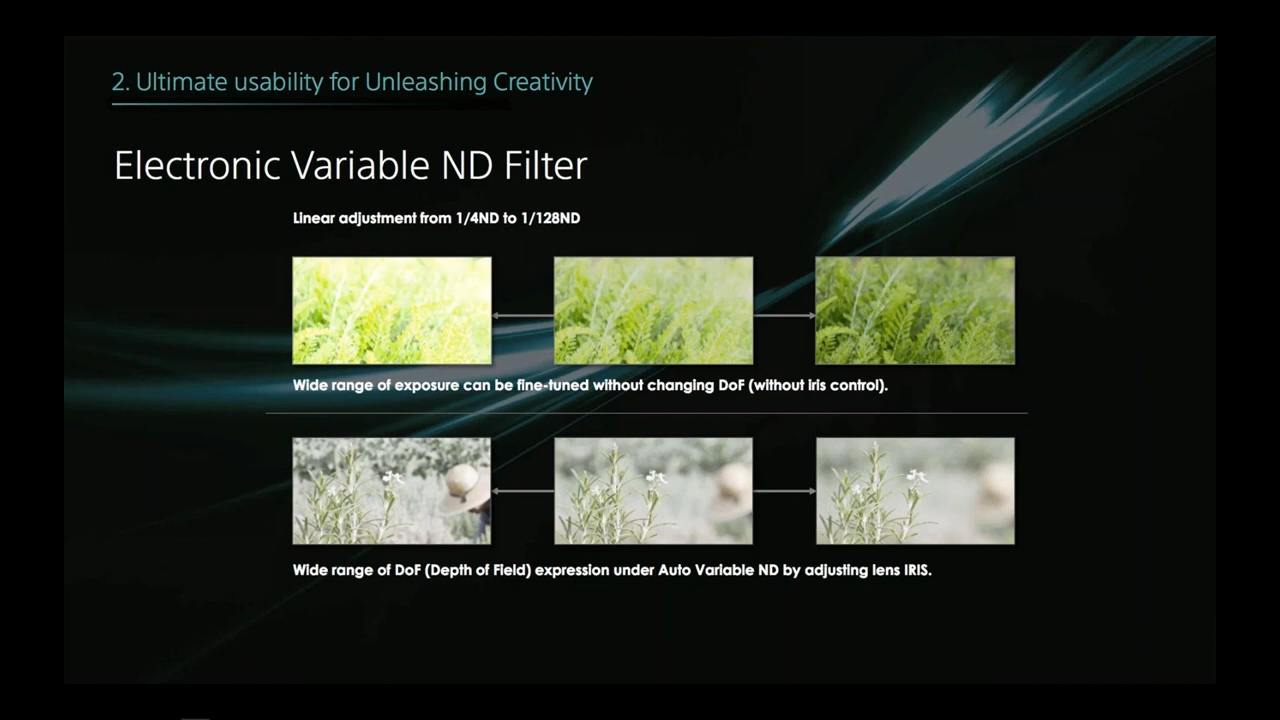 2. Ultimate usability for Unleashing Creativity
Electronic Variable ND Filter
Linear adjustment from 1/4ND to 1/128ND
Wide range of exposure can be fine-tuned without changing DoF (without iris control).
Wide range of DoF (Depth of Field) expression under Auto Variable ND by adjusting lens IRIS.